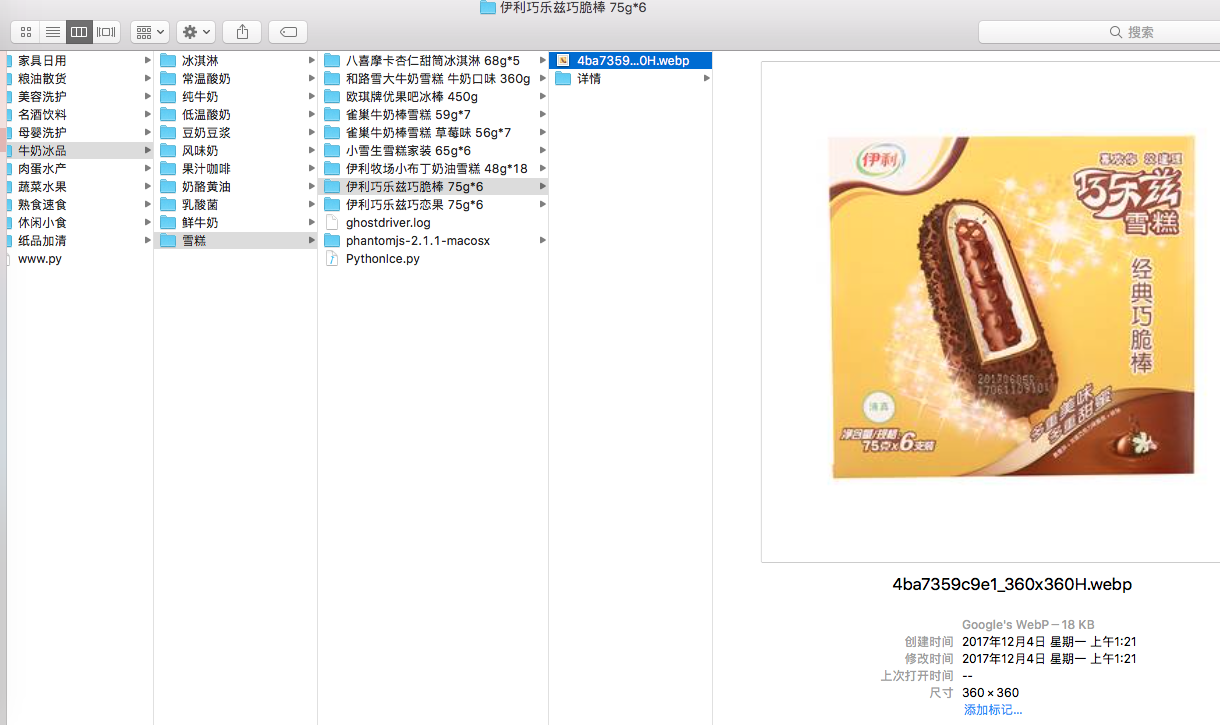 伊利巧乐兹巧脆棒 75g*6
搜索
家具日用
粮油散货
美容洗护
名酒饮料
母婴洗护
牛奶冰品
肉蛋水产
蔬菜水果
熟食速食
休闲小食
纸品加清
www.py
冰淇淋
常温酸奶
纯牛奶
低温酸奶
豆奶豆浆
风味奶
果汁咖啡
奶酪黄油
乳酸菌
鲜牛奶
雪糕
八喜摩卡杏仁甜筒冰淇淋 68g*5
和路雪大牛奶雪糕 牛奶口味 360g
欧琪牌优果吧冰棒 450g
雀巢牛奶棒雪糕 59g*7
雀巢牛奶棒雪糕 草莓味 56g*7
小雪生雪糕家装 65g*6
伊利牧场小布丁奶油雪糕 48g*18
伊利巧乐兹巧脆棒 75g*6
伊利巧乐兹巧恋果 75g*6
ghostdriver.log
phantomjs-2.1.1-macosx
PythonIce.py
4ba7359...0H.webp
详情
伊利
喜欢你 没道理
巧乐兹
雪糕
经典巧脆棒
清真
多重美味
多重甜蜜
净含量/规格:
75克x6支装
4ba7359c9e1_360x360H.webp
Google's WebP — 18 KB
创建时间 2017年12月4日 星期一 上午1:21
修改时间 2017年12月4日 星期一 上午1:21
上次打开时间 --
尺寸 360 × 360
添加标记...